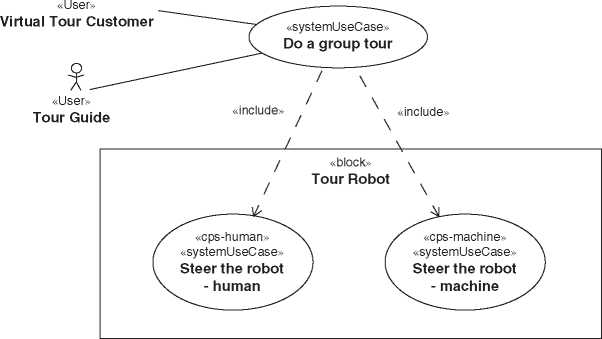 «User»
Virtual Tour Customer
«systemUseCase»
Do a group tour
«User»
Tour Guide
«include»
«include»
«block»
Tour Robot
«cps-human»
«systemUseCase»
Steer the robot
- human
«cps-machine»
«systemUseCase»
Steer the robot
- machine